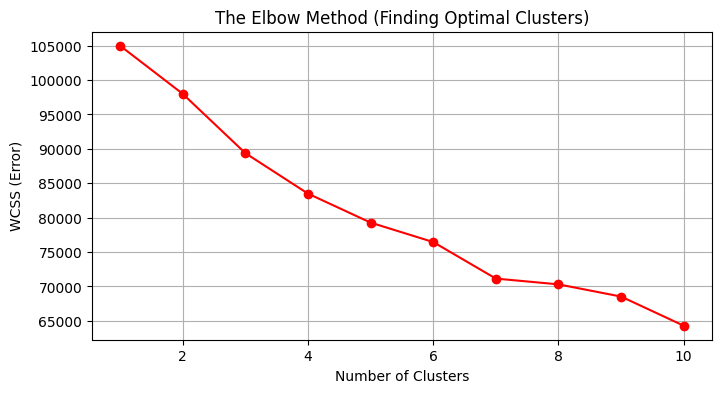 The Elbow Method (Finding Optimal Clusters)
105000
100000
95000
90000
85000
80000
75000
70000
65000
WCSS (Error)
2 4 6 8 10
Number of Clusters